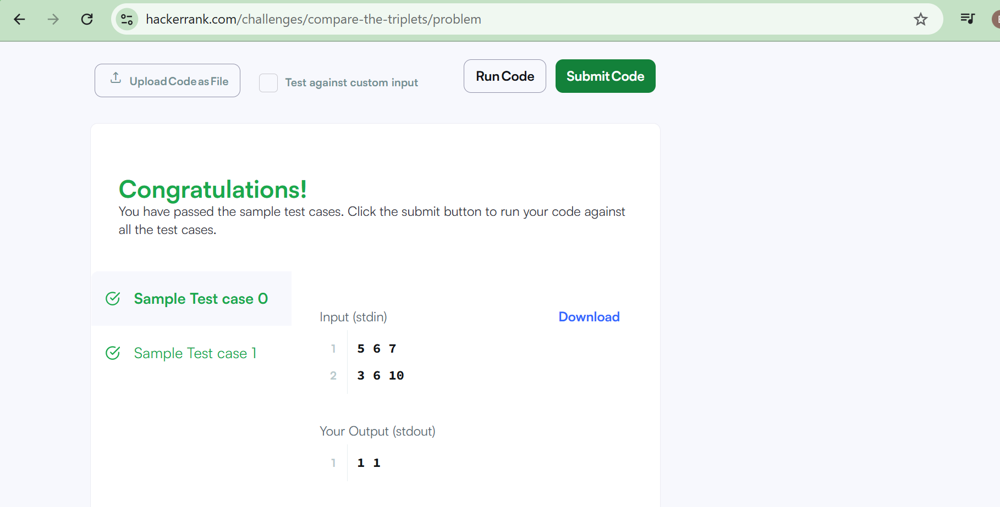 hackerrank.com/challenges/compare-the-triplets/problem
Upload Code as File
Test against custom input
Run Code
Submit Code
Congratulations!
You have passed the sample test cases. Click the submit button to run your code against
all the test cases.
Sample Test case 0
Sample Test case 1
Input (stdin)
Download
1 5 6 7
2 3 6 10
Your Output (stdout)
1 1 1